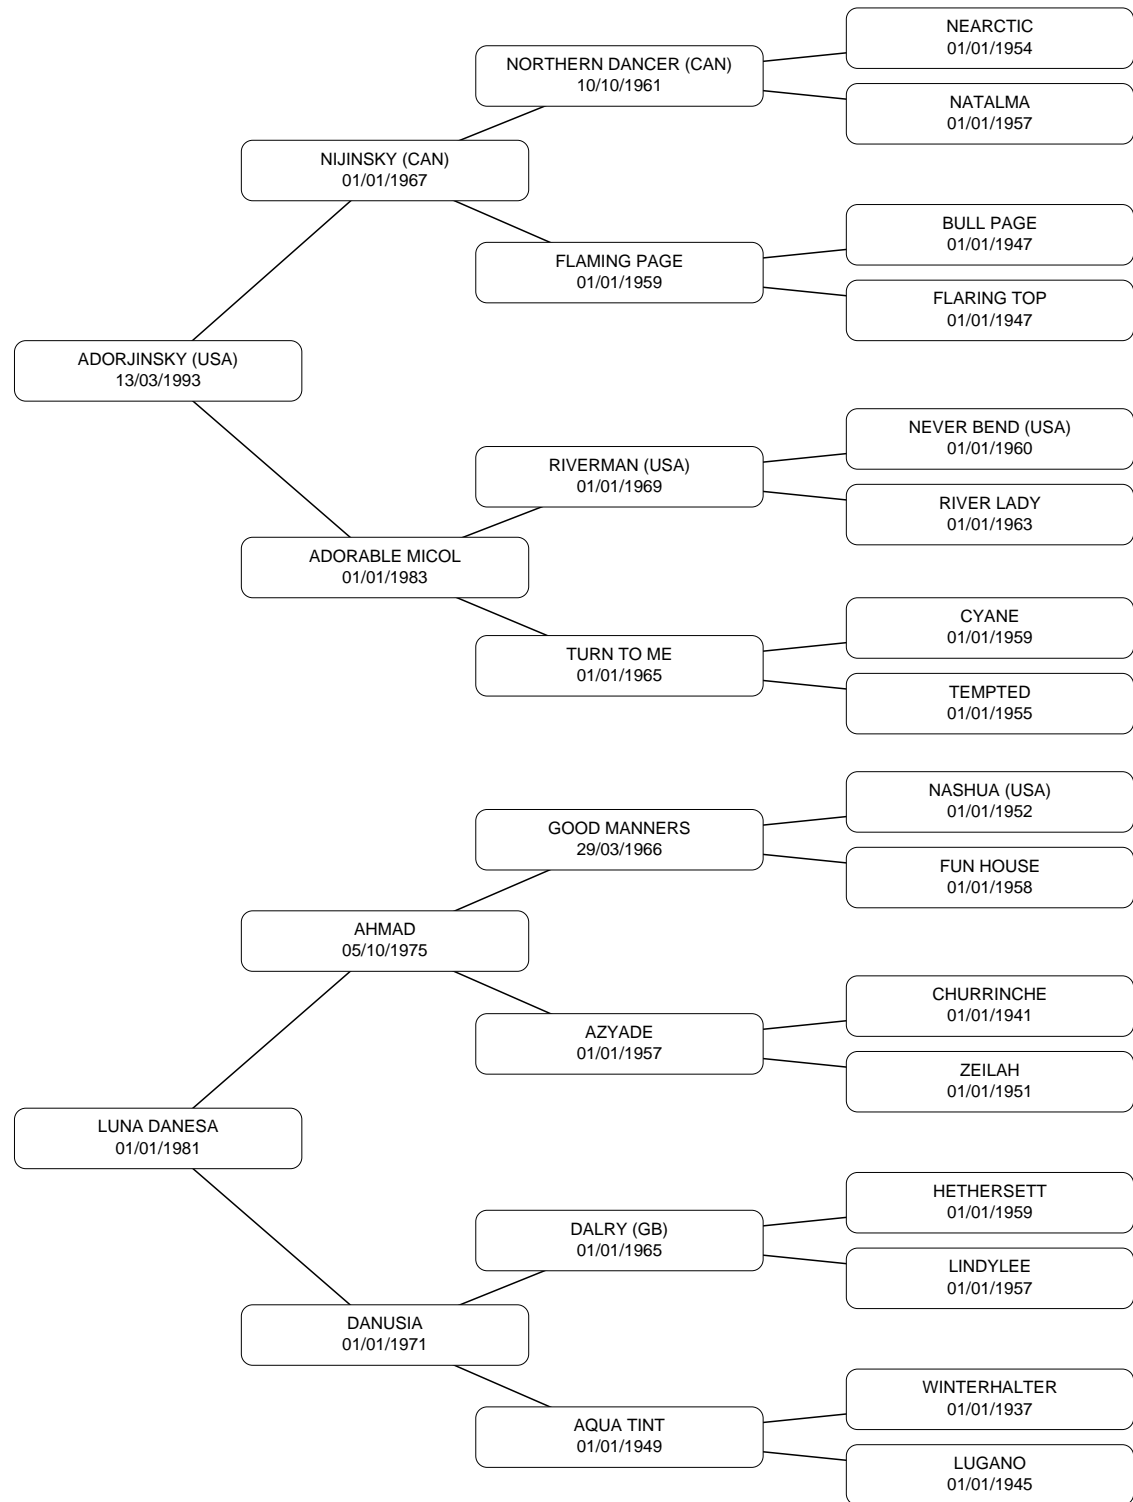 NEARCTIC
01/01/1954
NORTHERN DANCER (CAN)
10/10/1961
NATALMA
01/01/1957
NIJINSKY (CAN)
01/01/1967
BULL PAGE
01/01/1947
FLAMING PAGE
01/01/1959
FLARING TOP
01/01/1947
ADORJINSKY (USA)
13/03/1993
NEVER BEND (USA)
01/01/1960
RIVERMAN (USA)
01/01/1969
RIVER LADY
01/01/1963
ADORABLE MICOL
01/01/1983
CYANE
01/01/1959
TURN TO ME
01/01/1965
TEMPTED
01/01/1955
NASHUA (USA)
01/01/1952
GOOD MANNERS
29/03/1966
FUN HOUSE
01/01/1958
AHMAD
05/10/1975
CHURRINCHE
01/01/1941
AZYADE
01/01/1957
ZEILAH
01/01/1951
LUNA DANESA
01/01/1981
HETHERSETT
01/01/1959
DALRY (GB)
01/01/1965
LINDYLEE
01/01/1957
DANUSIA
01/01/1971
WINTERHALTER
01/01/1937
AQUA TINT
01/01/1949
LUGANO
01/01/1945